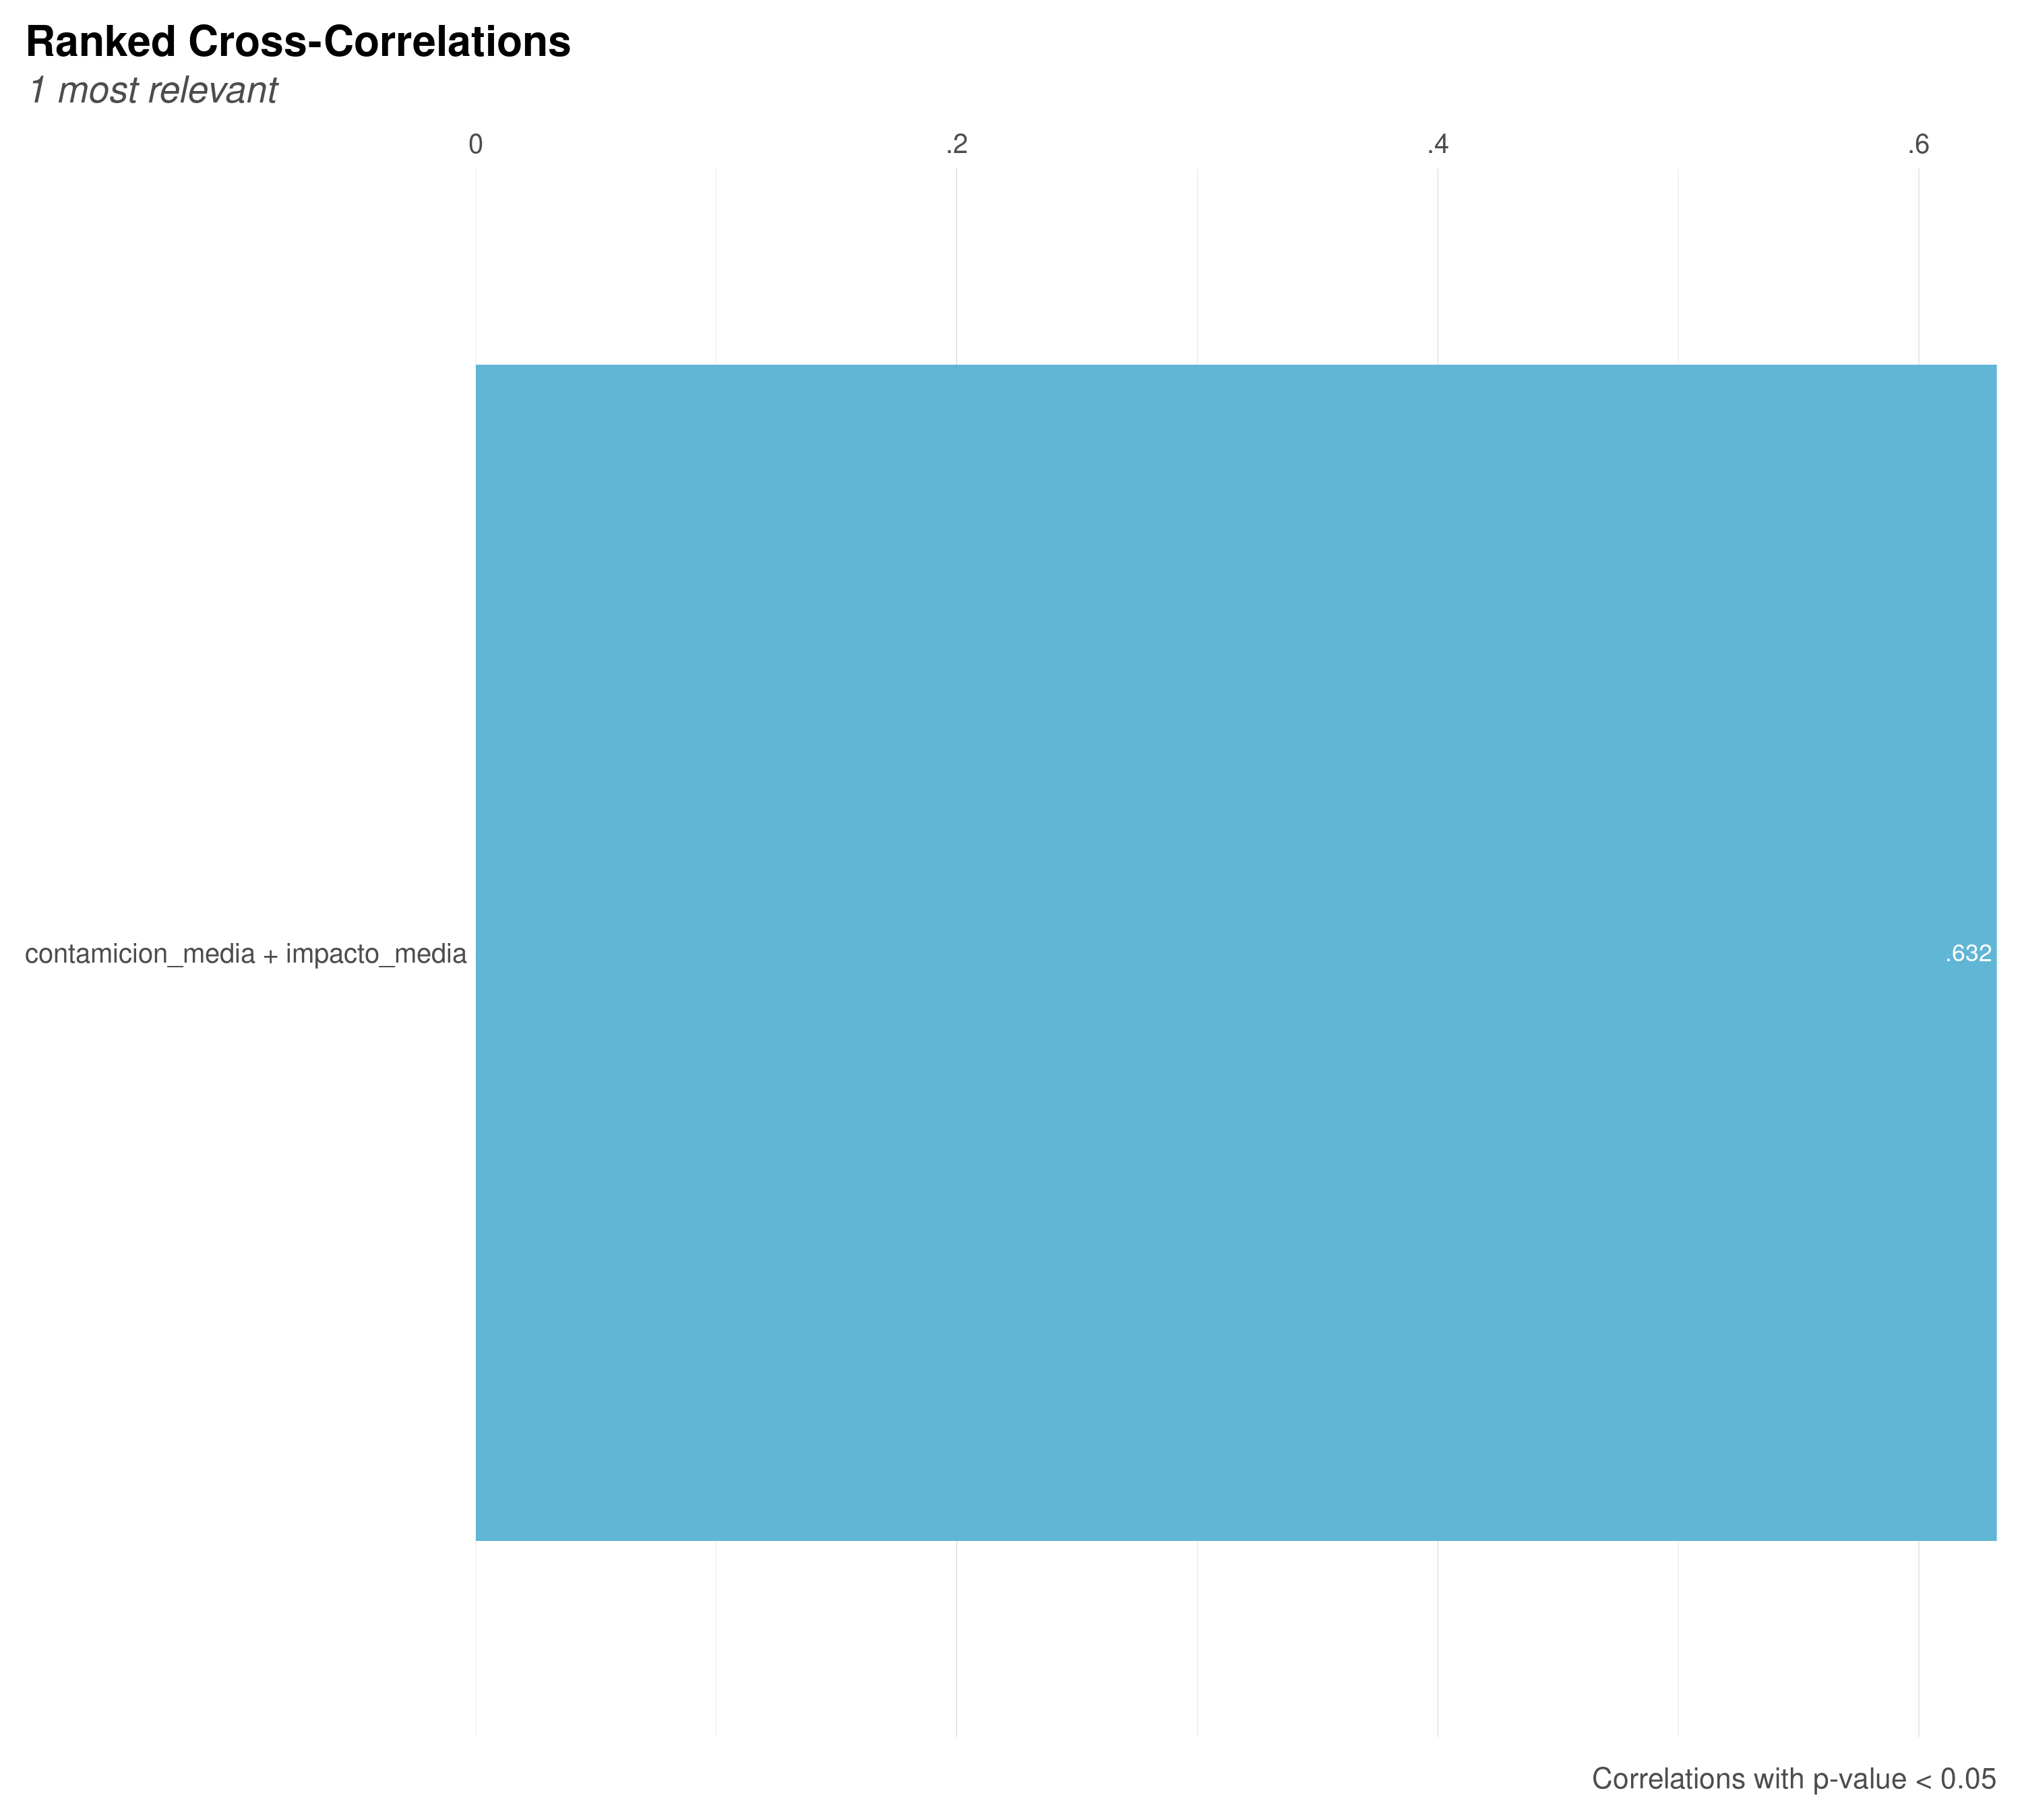 Ranked Cross-Correlations
1 most relevant
0 .2 .4 .6
contamicion_media + impacto_media
.632
Correlations with p-value < 0.05